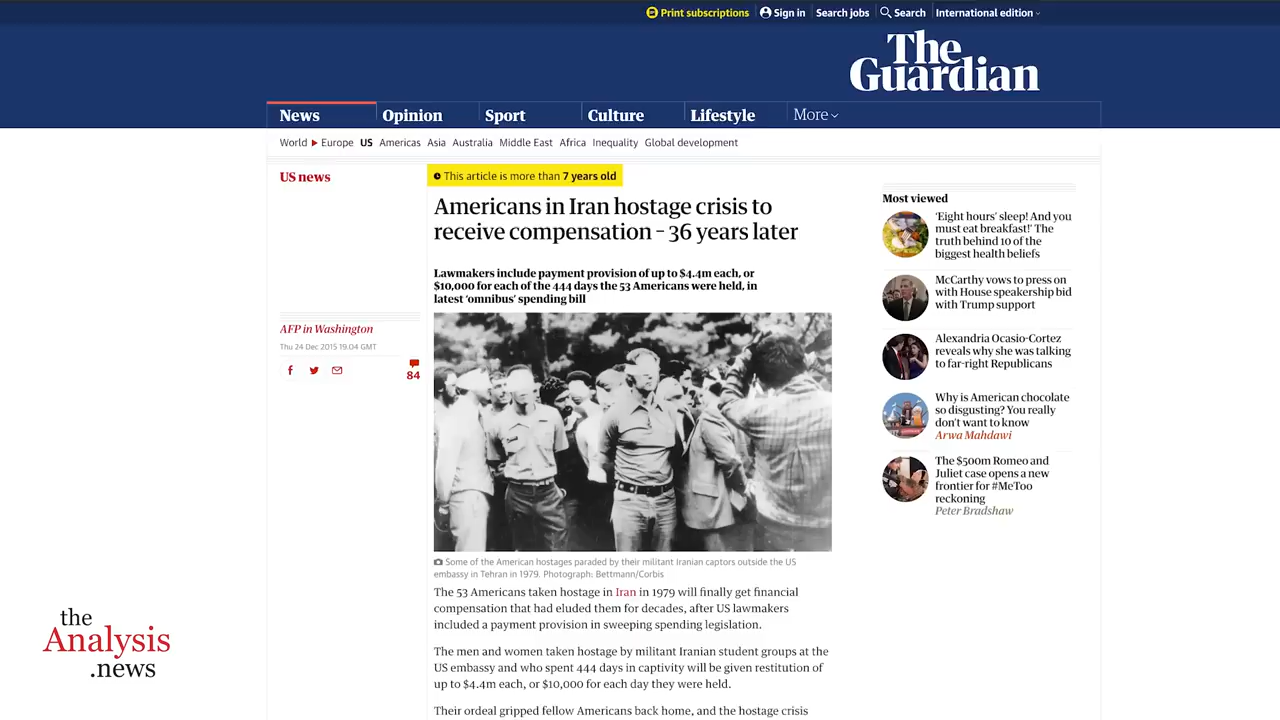 Print subscriptions
Sign in
Search jobs
Search
International edition
The
Guardian
News
Opinion
Sport
Culture
Lifestyle
More
World
Europe
US
Americas
Asia
Australia
Middle East
Africa
Inequality
Global development
US news
This article is more than 7 years old
Americans in Iran hostage crisis to
receive compensation – 36 years later
Lawmakers include payment provision of up to $4.4m each, or
$10,000 for each of the 444 days the 53 Americans were held, in
latest ‘omnibus’ spending bill
AFP in Washington
Thu 24 Dec 2015 19.04 GMT
84
Some of the American hostages paraded by their militant Iranian captors outside the US
embassy in Tehran in 1979. Photograph: Bettmann/Corbis
The 53 Americans taken hostage in Iran in 1979 will finally get financial
compensation that had eluded them for decades, after US lawmakers
included a payment provision in sweeping spending legislation.
The men and women taken hostage by militant Iranian student groups at the
US embassy and who spent 444 days in captivity will be given restitution of
up to $4.4m each, or $10,000 for each day they were held.
Their ordeal gripped fellow Americans back home, and the hostage crisis
Most viewed
‘Eight hours’ sleep! And you
must eat breakfast!’ The
truth behind 10 of the
biggest health beliefs
McCarthy vows to press on
with House speakership bid
with Trump support
Alexandria Ocasio-Cortez
reveals why she was talking
to far-right Republicans
Why is American chocolate
so disgusting? You really
don’t want to know
Arwa Mahdawi
The $500m Romeo and
Juliet case opens a new
frontier for #MeToo
reckoning
Peter Bradshaw
the
Analysis
.news